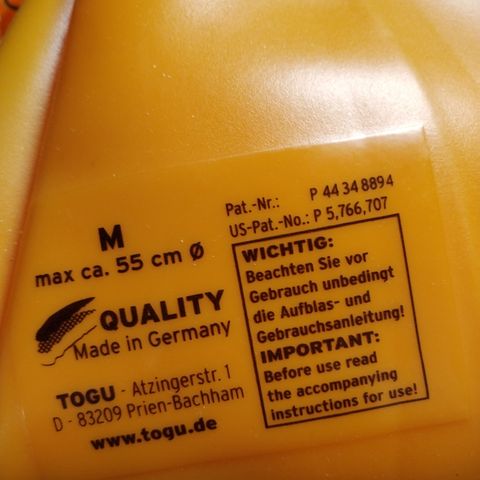 Pat.-Nr.: P 44 34 889 4
US-Pat.-No.: P 5,766,707
M
max ca. 55 cm Ø
QUALITY
Made in Germany
TOGU - Atzingerstr. 1
D - 83209 Prien-Bachham
www.togu.de
WICHTIG:
Beachten Sie vor
Gebrauch unbedingt
die Aufblas- und
Gebrauchsanleitung!
IMPORTANT:
Before use read
the accompanying
instructions for use!